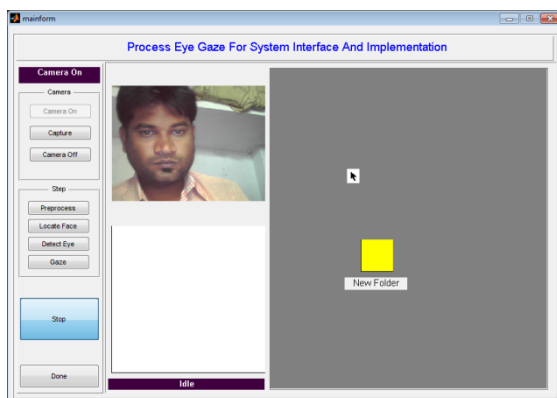 mainform
Process Eye Gaze For System Interface And Implementation
Camera On
Camera
Camera On
Capture
Camera Off
Step
Preprocess
Locate Face
Detect Eye
Gaze
Stop
Done
Idle
New Folder